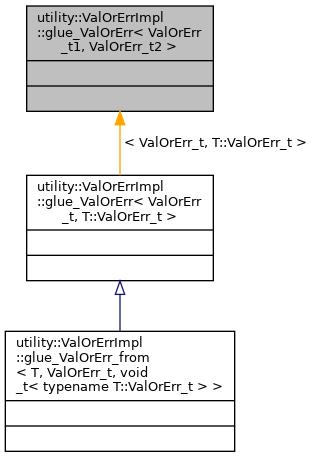 utility::ValOrErrImpl
::glue_ValOrErr< ValOrErr
_t1, ValOrErr_t2 >
< ValOrErr_t, T::ValOrErr_t >
utility::ValOrErrImpl
::glue_ValOrErr< ValOrErr
_t, T::ValOrErr_t >
utility::ValOrErrImpl
::glue_ValOrErr_from
< T, ValOrErr_t, void
_t< typename T::ValOrErr_t > >